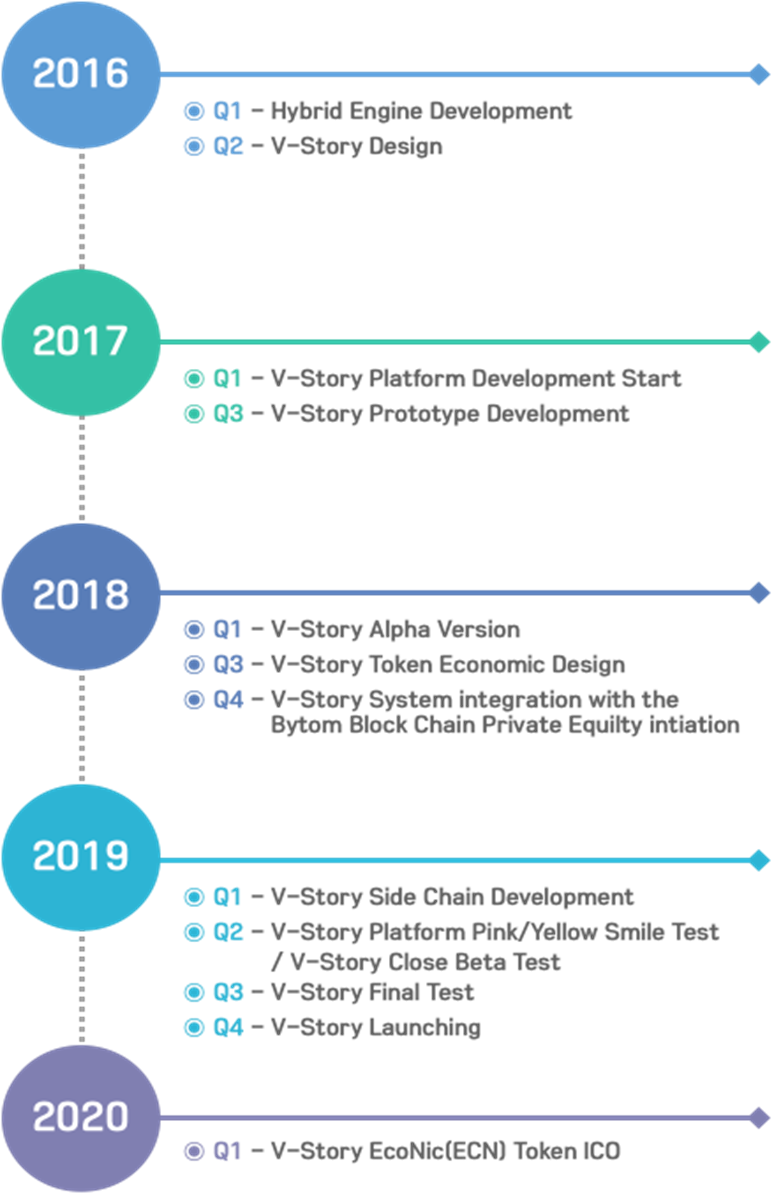 2016
Q1 – Hybrid Engine Development
Q2 – V-Story Design
2017
Q1 – V-Story Platform Development Start
Q3 – V-Story Prototype Development
2018
Q1 – V-Story Alpha Version
Q3 – V-Story Token Economic Design
Q4 – V-Story System integration with the
Bytom Block Chain Private Equilty intiation
2019
Q1 – V-Story Side Chain Development
Q2 – V-Story Platform Pink/Yellow Smile Test
/ V-Story Close Beta Test
Q3 – V-Story Final Test
Q4 – V-Story Launching
2020
Q1 – V-Story EcoNic(ECN) Token ICO